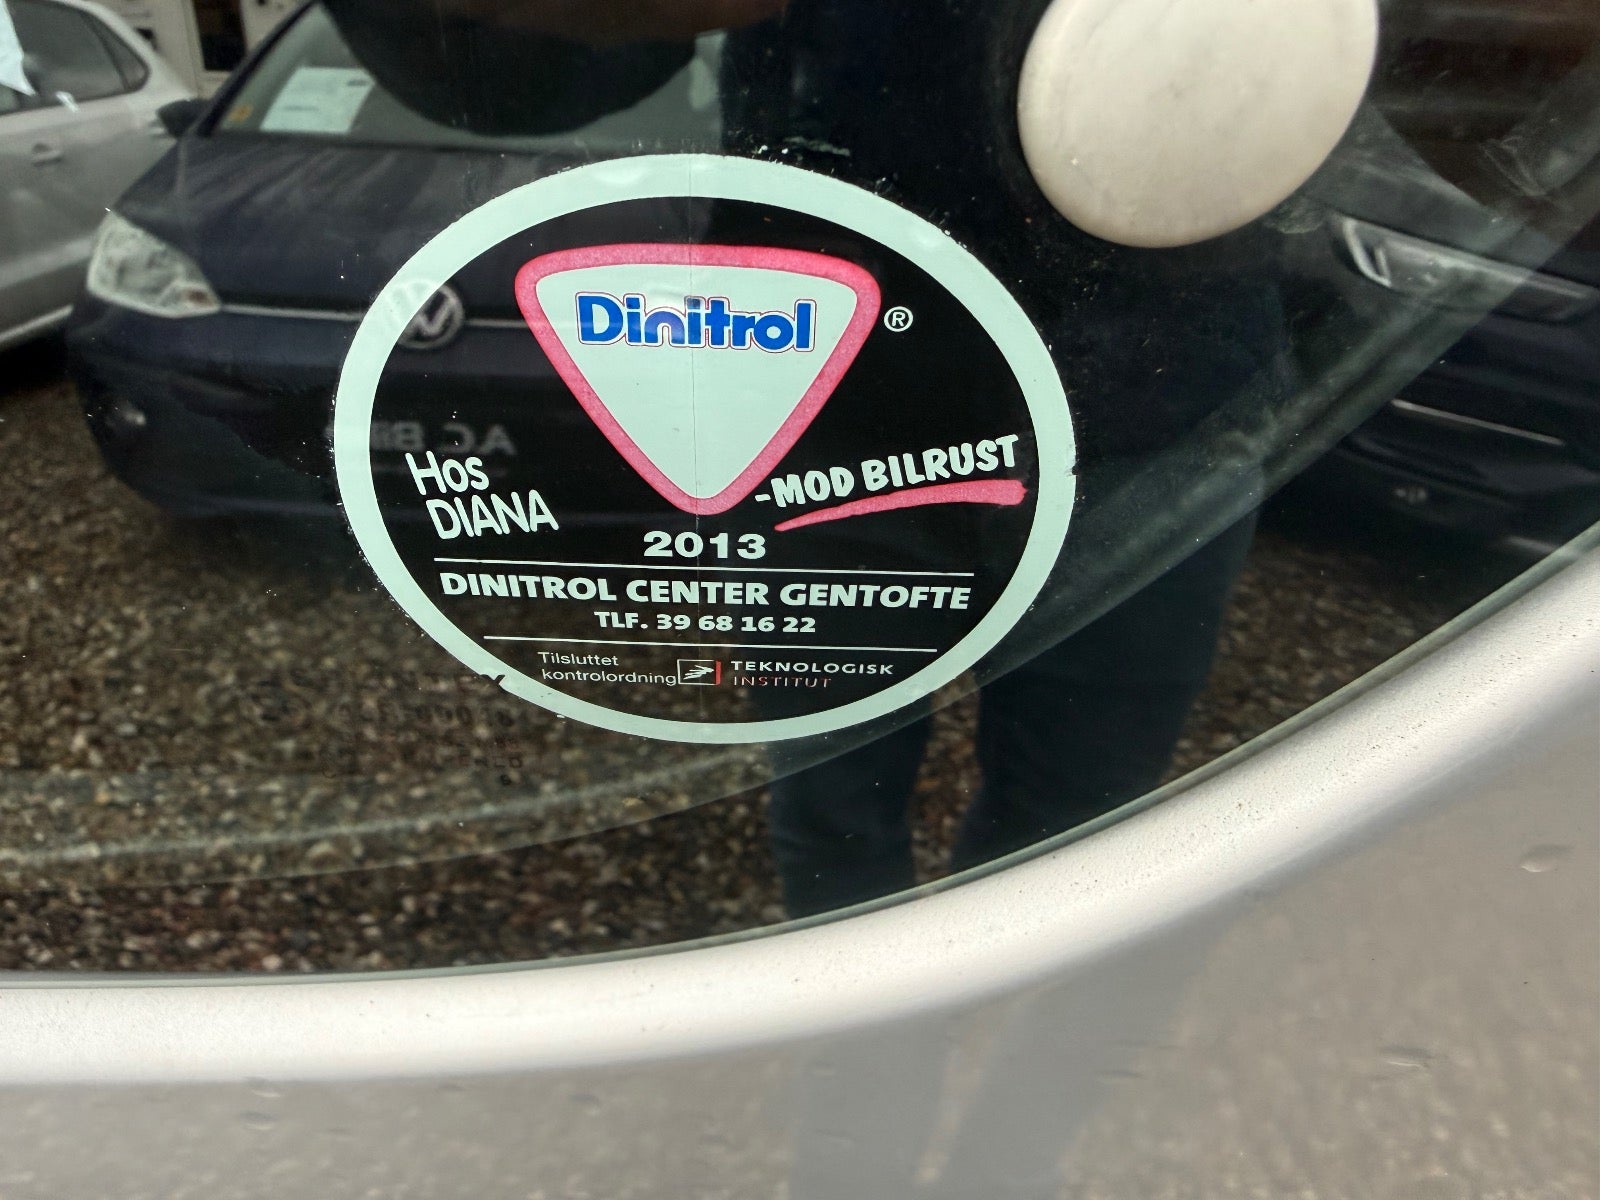 Dinitrol ®
Hos
DIANA
-MOD BILRUST
2013
DINITROL CENTER GENTOFTE
TLF. 39 68 16 22
Tilsluttet
kontrolordning
TEKNOLOGISK
INSTITUT